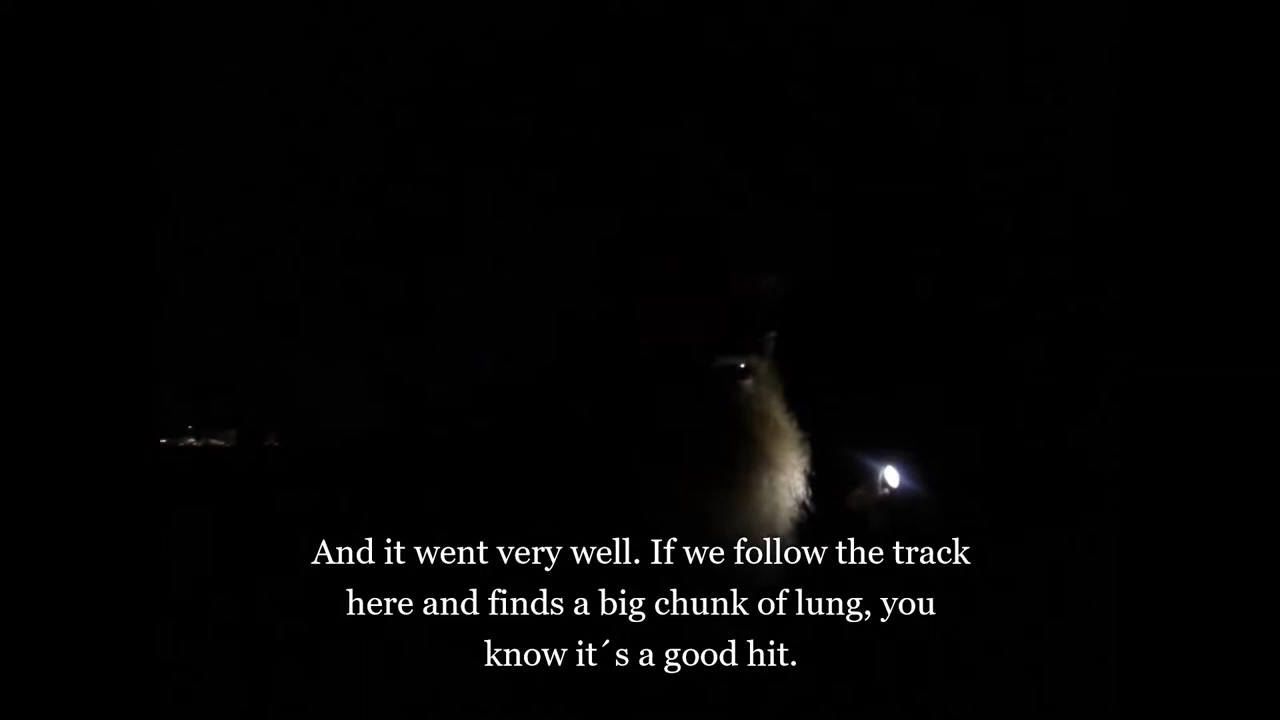 And it went very well. If we follow the track
here and finds a big chunk of lung, you
know it´s a good hit.